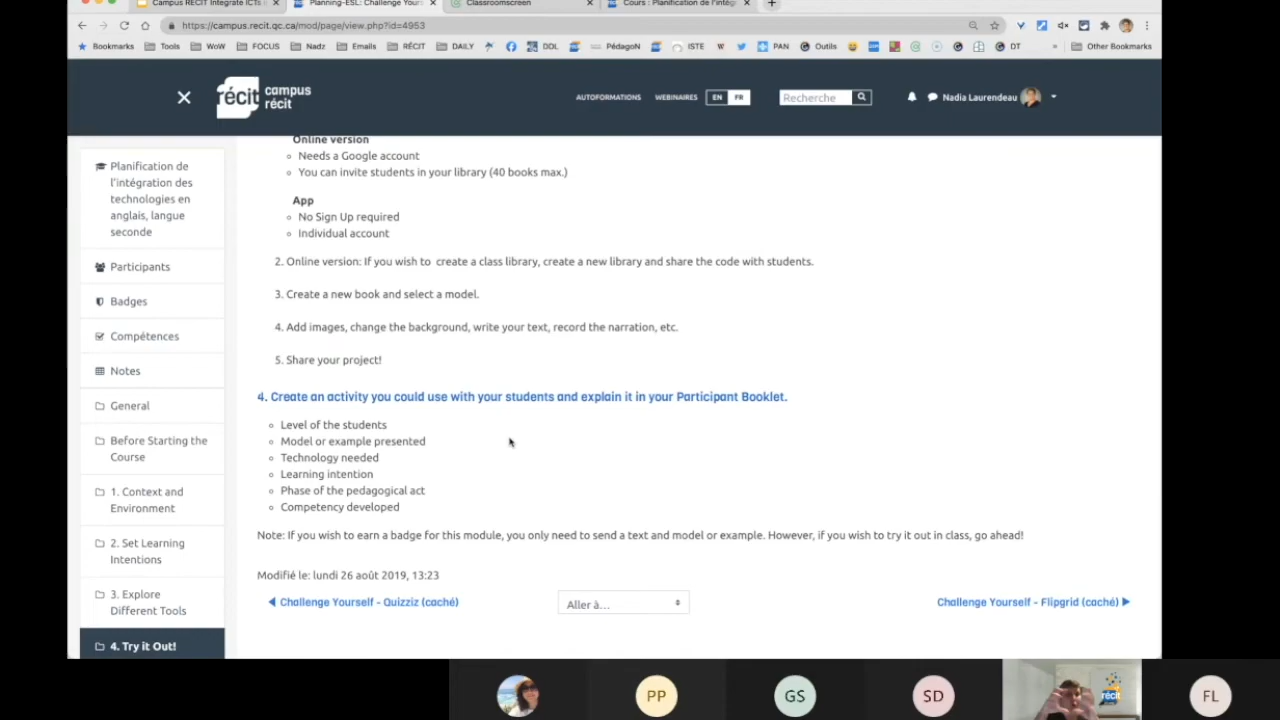 Campus RÉCIT Integrate ICTs i
Planning-ESL: Challenge Your
Classroomscreen
Cours : Planification de l'intég
https://campus.recit.qc.ca/mod/page/view.php?id=4953
Bookmarks Tools WoW FOCUS Nadz Emails RÉCIT DAILY DDL PédagoN ISTE PAN Outils DT » Other Bookmarks
récit campus récit
AUTOFORMATIONS WEBINAIRES EN FR Recherche Nadia Laurendeau
Planification de
l'intégration des
technologies en
anglais, langue
seconde
Participants
Badges
Compétences
Notes
General
Before Starting the
Course
1. Context and
Environment
2. Set Learning
Intentions
3. Explore
Different Tools
4. Try it Out!
Online version
Needs a Google account
You can invite students in your library (40 books max.)
App
No Sign Up required
Individual account
2. Online version: If you wish to create a class library, create a new library and share the code with students.
3. Create a new book and select a model.
4. Add images, change the background, write your text, record the narration, etc.
5. Share your project!
4. Create an activity you could use with your students and explain it in your Participant Booklet.
Level of the students
Model or example presented
Technology needed
Learning intention
Phase of the pedagogical act
Competency developed
Note: If you wish to earn a badge for this module, you only need to send a text and model or example. However, if you wish to try it out in class, go ahead!
Modifié le: lundi 26 août 2019, 13:23
◀ Challenge Yourself - Quizziz (caché)
Aller à...
Challenge Yourself - Flipgrid (caché) ▶
PP GS SD récit FL